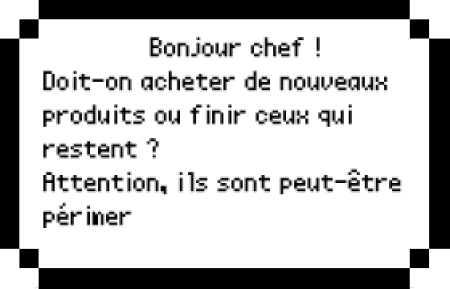 Bonjour chef !
Doit-on acheter de nouveaux
produits ou finir ceux qui
restent ?
Attention, ils sont peut-être
périmer